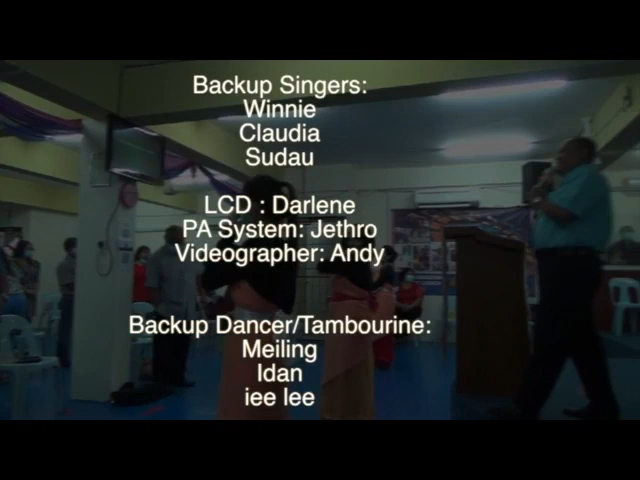 Backup Singers:
Winnie
Claudia
Sudau
LCD : Darlene
PA System: Jethro
Videographer: Andy
Backup Dancer/Tambourine:
Meiling
Idan
iee lee